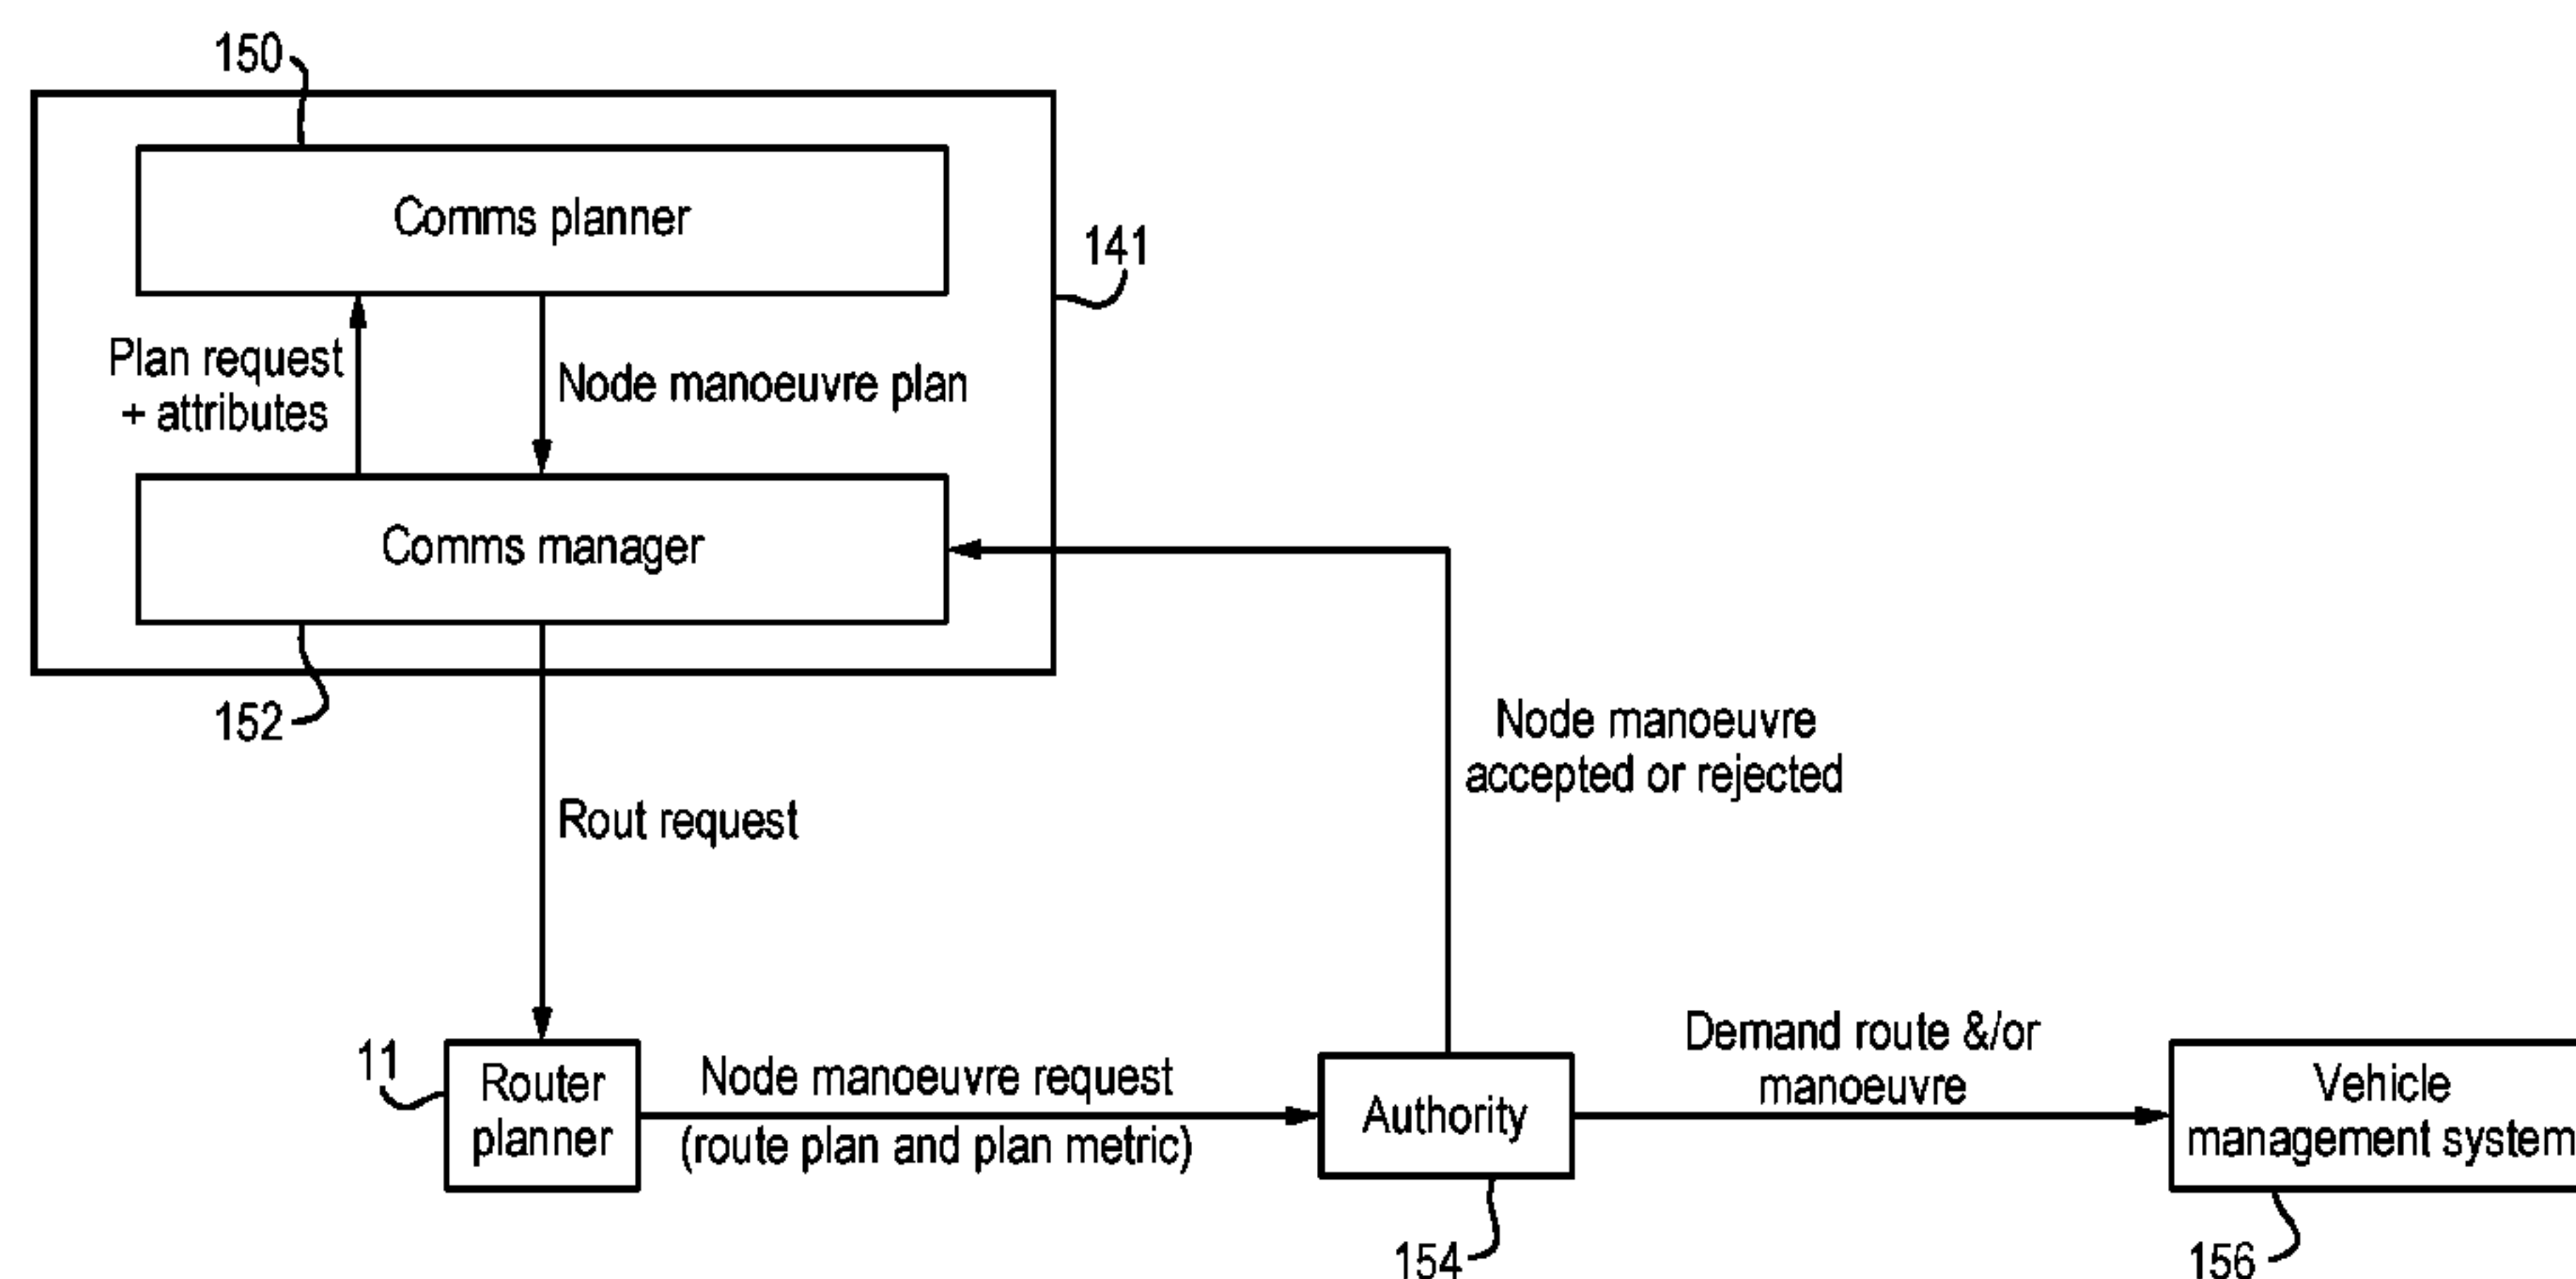 150
Comms planner
141
Plan request
+ attributes
Node manoeuvre plan
Comms manager
152
Node manoeuvre
accepted or rejected
Rout request
11
Router
planner
Node manoeuvre request
(route plan and plan metric)
Authority
Demand route &/or
manoeuvre
Vehicle
management system
154
156